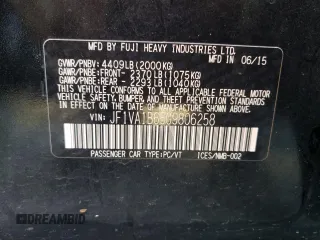 MFD BY FUJI HEAVY INDUSTRIES LTD.
GVWR/PNBV: 4409LB (2000KG) MFD IN 06/15
GAWR/PNBE:FRONT- 2370LB (1075KG)
GAWR/PNBE:REAR - 2293LB (1040KG)
THIS VEHICLE CONFORMS TO ALL
APPLICABLE FEDERAL MOTOR VEHICLE SAFETY,
BUMPER, AND THEFT PREVENTION STANDARDS
IN EFFECT ON THE DATE OF MANUFACTURE
SHOWN ABOVE.
VIN:
PASSENGER CAR TYPE:PC/V7 ICES/NMB-002
DREAMBID